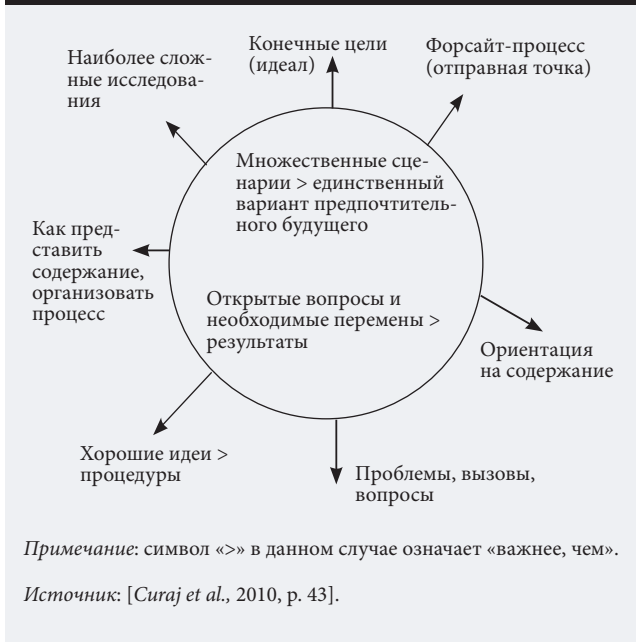 Наиболее слож-
ные исследова-
ния
Конечные цели
(идеал)
Форсайт-процесс
(отправная точка)
Множественные сце-
нарии > единственный
вариант предпочтитель-
ного будущего
Как пред-
ставить
содержание,
организовать
процесс
Открытые вопросы и
необходимые перемены >
результаты
Ориентация
на содержание
Хорошие идеи >
процедуры
Проблемы, вызовы,
вопросы
Примечание: символ «>» в данном случае означает «важнее, чем».
Источник: [Curaj et al., 2010, p. 43].